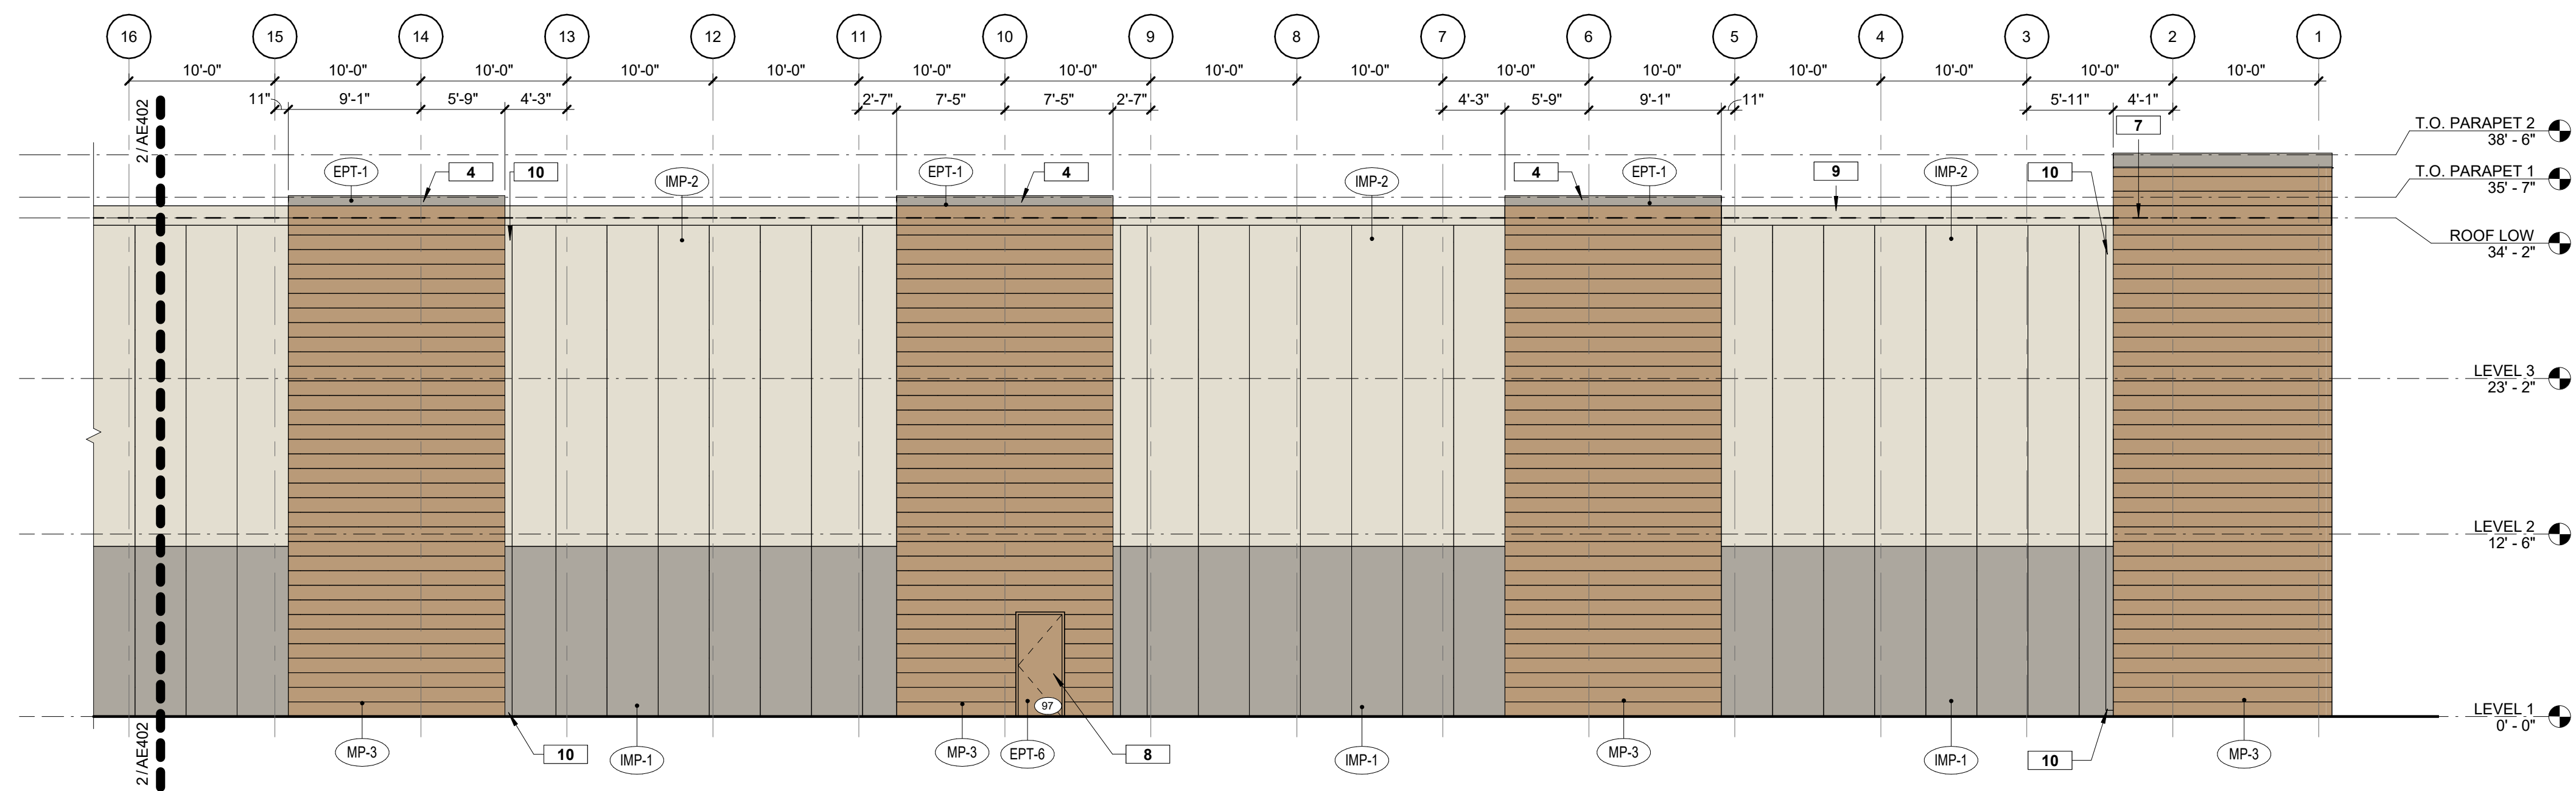 16 15 14 13 12 11 10 9 8 7 6 5 4 3 2 1
10'-0" 10'-0" 10'-0" 10'-0" 10'-0" 10'-0" 10'-0" 10'-0" 10'-0" 10'-0" 10'-0" 10'-0" 10'-0" 10'-0" 10'-0"
11" 9'-1" 5'-9" 4'-3" 2'-7" 7'-5" 7'-5" 2'-7" 4'-3" 5'-9" 9'-1" 11" 5'-11" 4'-1"
2/AE402
7
T.O. PARAPET 2
38' - 6"
EPT-1 4 10 IMP-2 EPT-1 4 IMP-2 4 EPT-1 9 IMP-2 10
T.O. PARAPET 1
35' - 7"
ROOF LOW
34' - 2"
LEVEL 3
23' - 2"
LEVEL 2
12' - 6"
97
LEVEL 1
0' - 0"
2/AE402
MP-3 10 IMP-1 MP-3 EPT-6 8 IMP-1 MP-3 IMP-1 10 MP-3